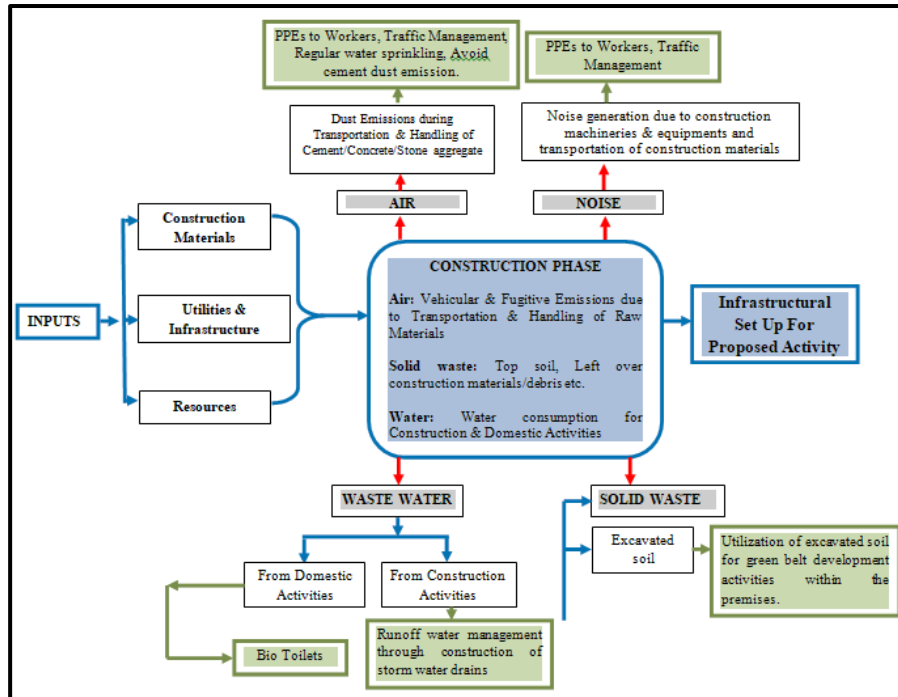 PPEs to Workers, Traffic Management,
Regular water sprinkling, Avoid
cement dust emission.
PPEs to Workers, Traffic
Management
Dust Emissions during
Transportation & Handling of
Cement/Concrete/Stone aggregate
Noise generation due to construction
machineries & equipments and
transportation of construction materials
AIR
NOISE
Construction
Materials
INPUTS
Utilities &
Infrastructure
Resources
CONSTRUCTION PHASE
Air: Vehicular & Fugitive Emissions due
to Transportation & Handling of Raw
Materials
Solid waste: Top soil, Left over
construction materials/debris etc.
Water: Water consumption for
Construction & Domestic Activities
Infrastructural
Set Up For
Proposed Activity
WASTE WATER
SOLID WASTE
From Domestic
Activities
From Construction
Activities
Excavated
soil
Utilization of excavated soil
for green belt development
activities within the
premises.
Bio Toilets
Runoff water management
through construction of
storm water drains